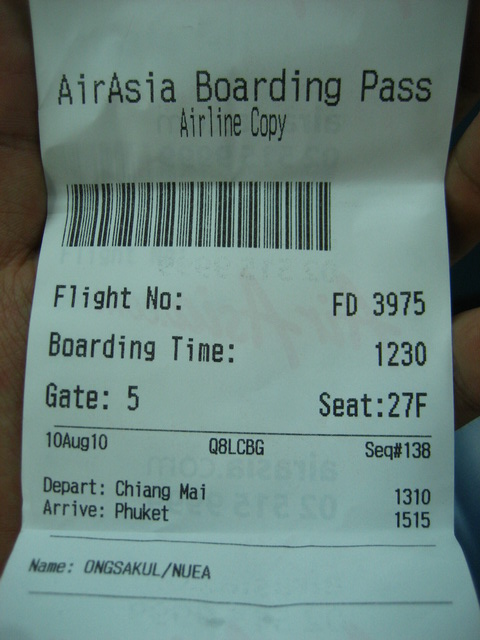 AirAsia Boarding Pass
Airline Copy
Flight No: FD 3975
Boarding Time: 1230
Gate: 5 Seat:27F
10Aug10 Q8LCBG Seq#138
Depart: Chiang Mai 1310
Arrive: Phuket 1515
Name: ONGSAKUL/NUEA